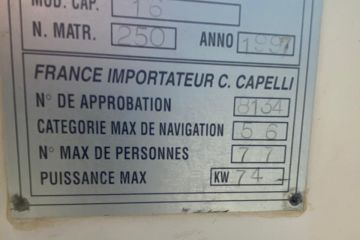 MOD. CAP. 16
N. MATR. 250 ANNO 1997
FRANCE IMPORTATEUR C. CAPELLI
N° DE APPROBATION 8134
CATEGORIE MAX DE NAVIGATION 5 6
N° MAX DE PERSONNES 7 7
PUISSANCE MAX KW 74 -